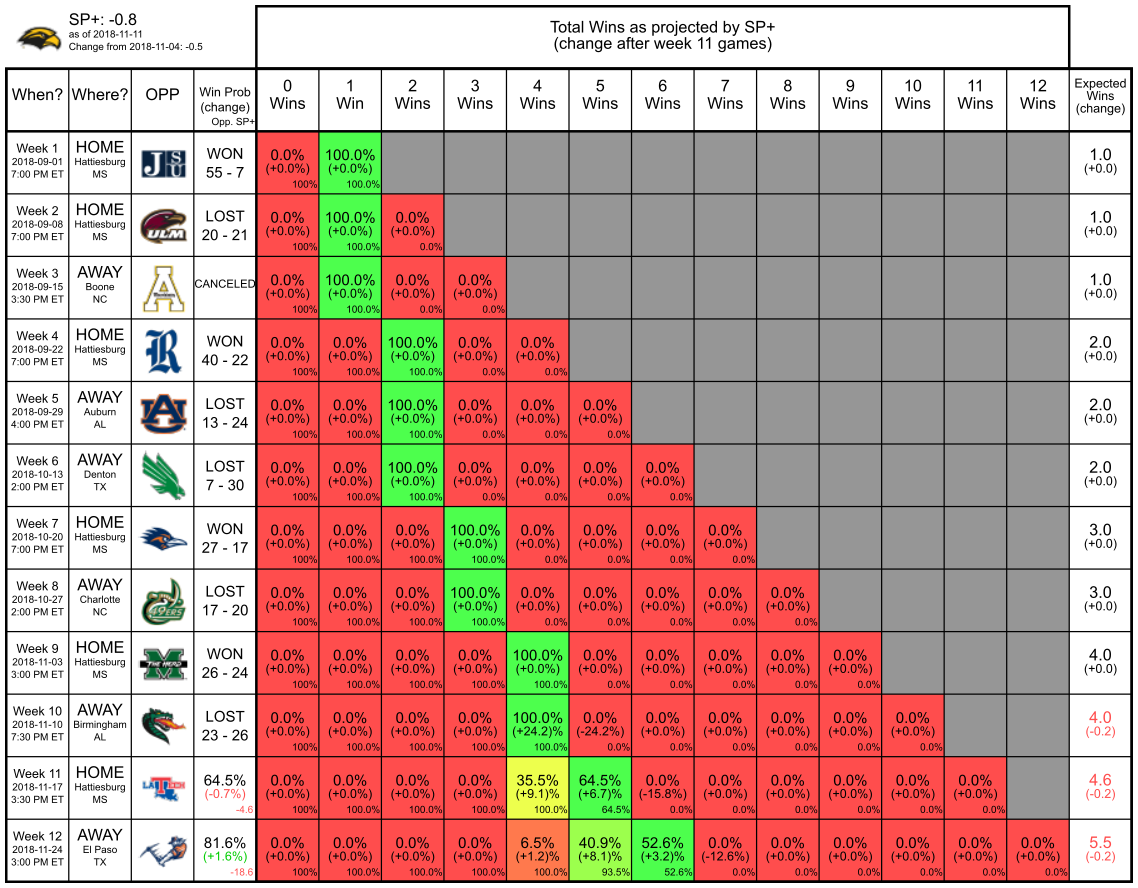 SP+: -0.8
as of 2018-11-11
Change from 2018-11-04: -0.5
Total Wins as projected by SP+
(change after week 11 games)
When? Where? OPP Win Prob (change) Opp. SP+ 0 Wins 1 Win 2 Wins 3 Wins 4 Wins 5 Wins 6 Wins 7 Wins 8 Wins 9 Wins 10 Wins 11 Wins 12 Wins Expected Wins (change)
Week 1 HOME JSU WON 0.0% 100.0% 1.0
2018-09-01 Hattiesburg 55 - 7 (+0.0%) (+0.0%) (+0.0)
7:00 PM ET MS 100% 100.0%
Week 2 HOME ULM LOST 0.0% 100.0% 0.0% 1.0
2018-09-08 Hattiesburg 20 - 21 (+0.0%) (+0.0%) (+0.0%) (+0.0)
7:00 PM ET MS 100% 100.0% 0.0%
Week 3 AWAY A CANCELED 0.0% 100.0% 0.0% 0.0% 1.0
2018-09-15 Boone (+0.0%) (+0.0%) (+0.0%) (+0.0%) (+0.0)
3:30 PM ET NC 100% 100.0% 0.0% 0.0%
Week 4 HOME R WON 0.0% 0.0% 100.0% 0.0% 0.0% 2.0
2018-09-22 Hattiesburg 40 - 22 (+0.0%) (+0.0%) (+0.0%) (+0.0%) (+0.0%) (+0.0)
7:00 PM ET MS 100% 100.0% 100.0% 0.0% 0.0%
Week 5 AWAY AU LOST 0.0% 0.0% 100.0% 0.0% 0.0% 0.0% 2.0
2018-09-29 Auburn 13 - 24 (+0.0%) (+0.0%) (+0.0%) (+0.0%) (+0.0%) (+0.0%) (+0.0)
4:00 PM ET AL 100% 100.0% 100.0% 0.0% 0.0% 0.0%
Week 6 AWAY LOST 0.0% 0.0% 100.0% 0.0% 0.0% 0.0% 0.0% 2.0
2018-10-13 Denton 7 - 30 (+0.0%) (+0.0%) (+0.0%) (+0.0%) (+0.0%) (+0.0%) (+0.0%) (+0.0)
2:00 PM ET TX 100% 100.0% 100.0% 0.0% 0.0% 0.0% 0.0%
Week 7 HOME WON 0.0% 0.0% 0.0% 100.0% 0.0% 0.0% 0.0% 0.0% 3.0
2018-10-20 Hattiesburg 27 - 17 (+0.0%) (+0.0%) (+0.0%) (+0.0%) (+0.0%) (+0.0%) (+0.0%) (+0.0%) (+0.0)
7:00 PM ET MS 100% 100.0% 100.0% 100.0% 0.0% 0.0% 0.0% 0.0%
Week 8 AWAY 49ERS LOST 0.0% 0.0% 0.0% 100.0% 0.0% 0.0% 0.0% 0.0% 0.0% 3.0
2018-10-27 Charlotte 17 - 20 (+0.0%) (+0.0%) (+0.0%) (+0.0%) (+0.0%) (+0.0%) (+0.0%) (+0.0%) (+0.0%) (+0.0)
2:00 PM ET NC 100% 100.0% 100.0% 100.0% 0.0% 0.0% 0.0% 0.0% 0.0%
Week 9 HOME M THE HERD WON 0.0% 0.0% 0.0% 0.0% 100.0% 0.0% 0.0% 0.0% 0.0% 0.0% 4.0
2018-11-03 Hattiesburg 26 - 24 (+0.0%) (+0.0%) (+0.0%) (+0.0%) (+0.0%) (+0.0%) (+0.0%) (+0.0%) (+0.0%) (+0.0%) (+0.0)
3:00 PM ET MS 100% 100.0% 100.0% 100.0% 100.0% 0.0% 0.0% 0.0% 0.0% 0.0%
Week 10 AWAY LOST 0.0% 0.0% 0.0% 0.0% 100.0% 0.0% 0.0% 0.0% 0.0% 0.0% 0.0% 4.0
2018-11-10 Birmingham 23 - 26 (+0.0%) (+0.0%) (+0.0%) (+0.0%) (+24.2)% (-24.2%) (+0.0%) (+0.0%) (+0.0%) (+0.0%) (+0.0%) (-0.2)
7:30 PM ET AL 100% 100.0% 100.0% 100.0% 100.0% 0.0% 0.0% 0.0% 0.0% 0.0% 0.0%
Week 11 HOME LA TECH 64.5% 0.0% 0.0% 0.0% 0.0% 35.5% 64.5% 0.0% 0.0% 0.0% 0.0% 0.0% 0.0% 4.6
2018-11-17 Hattiesburg (-0.7%) (+0.0%) (+0.0%) (+0.0%) (+0.0%) (+9.1)% (+6.7)% (-15.8%) (+0.0%) (+0.0%) (+0.0%) (+0.0%) (+0.0%) (-0.2)
3:30 PM ET MS -4.6 100% 100.0% 100.0% 100.0% 100.0% 64.5% 0.0% 0.0% 0.0% 0.0% 0.0% 0.0%
Week 12 AWAY 81.6% 0.0% 0.0% 0.0% 0.0% 6.5% 40.9% 52.6% 0.0% 0.0% 0.0% 0.0% 0.0% 0.0% 5.5
2018-11-24 El Paso (+1.6%) (+0.0%) (+0.0%) (+0.0%) (+0.0%) (+1.2)% (+8.1)% (+3.2)% (-12.6%) (+0.0%) (+0.0%) (+0.0%) (+0.0%) (+0.0%) (-0.2)
3:00 PM ET TX -18.6 100% 100.0% 100.0% 100.0% 100.0% 93.5% 52.6% 0.0% 0.0% 0.0% 0.0% 0.0% 0.0%